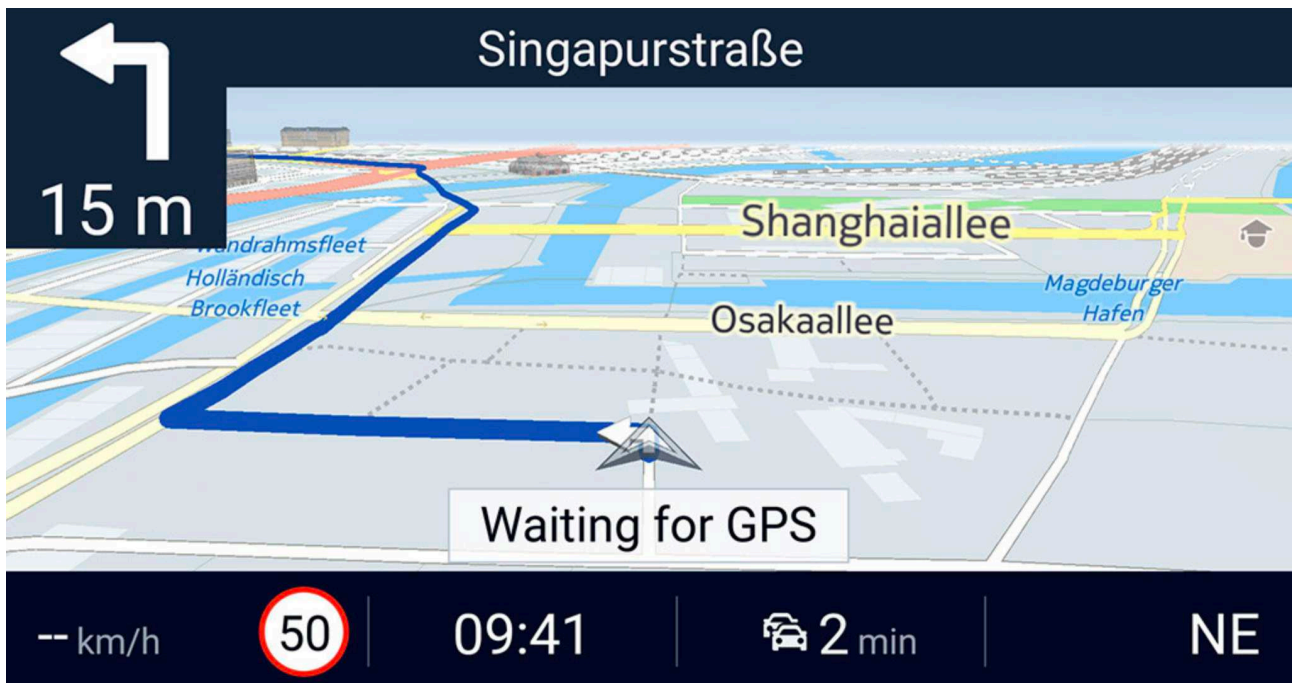 Singapurstraße
15 m
Shanghaiallee
Wandrahmsfleet
Holländisch
Brookfleet
Magdeburger
Hafen
Osakaallee
Waiting for GPS
-- km/h
50
09:41
2 min
NE